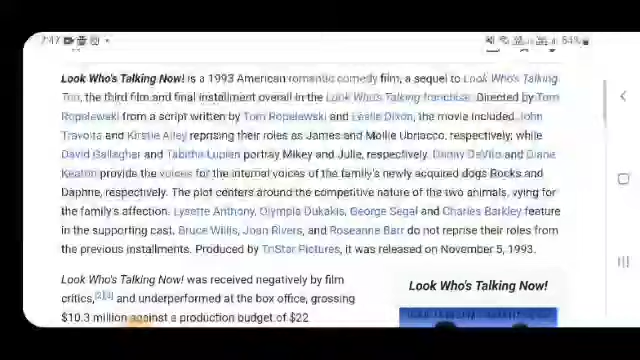 7:47
54%
Look Who's Talking Now! is a 1993 American romantic comedy film, a sequel to Look Who's Talking
Too, the third film and final installment overall in the Look Who's Talking franchise. Directed by Tom
Ropelewski from a script written by Tom Ropelewski and Leslie Dixon, the movie included John
Travolta and Kirstie Alley reprising their roles as James and Mollie Ubriacco, respectively; while
David Gallagher and Tabitha Lupien portray Mikey and Julie, respectively. Danny DeVito and Diane
Keaton provide the voices for the internal voices of the family's newly acquired dogs Rocks and
Daphne, respectively. The plot centers around the competitive nature of the two animals, vying for
the family's affection. Lysette Anthony, Olympia Dukakis, George Segal and Charles Barkley feature
in the supporting cast. Bruce Willis, Joan Rivers, and Roseanne Barr do not reprise their roles from
the previous installments. Produced by TriStar Pictures, it was released on November 5, 1993.
Look Who's Talking Now! was received negatively by film
critics,[2][3] and underperformed at the box office, grossing
$10.3 million against a production budget of $22
Look Who's Talking Now!